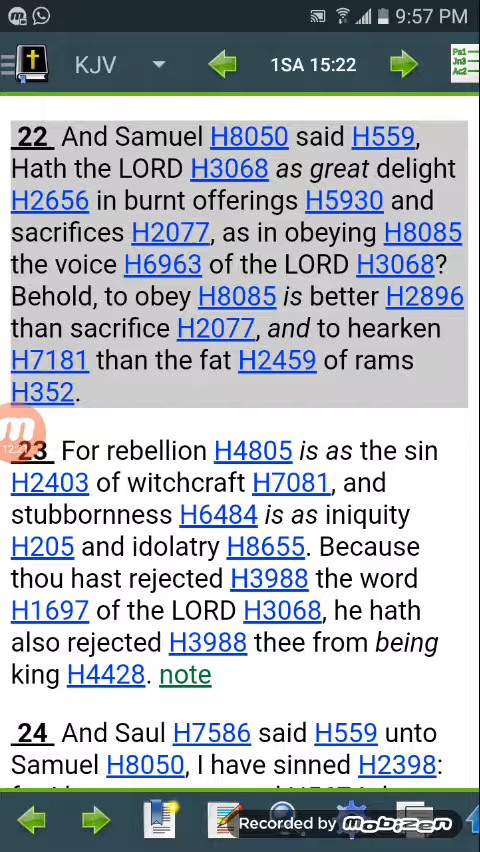 9:57 PM
KJV
1SA 15:22
Ps1
Jn3
Ac2
22 And Samuel H8050 said H559,
Hath the LORD H3068 as great delight
H2656 in burnt offerings H5930 and
sacrifices H2077, as in obeying H8085
the voice H6963 of the LORD H3068?
Behold, to obey H8085 is better H2896
than sacrifice H2077, and to hearken
H7181 than the fat H2459 of rams
H352.
12:21
23 For rebellion H4805 is as the sin
H2403 of witchcraft H7081, and
stubbornness H6484 is as iniquity
H205 and idolatry H8655. Because
thou hast rejected H3988 the word
H1697 of the LORD H3068, he hath
also rejected H3988 thee from being
king H4428. note
24 And Saul H7586 said H559 unto
Samuel H8050, I have sinned H2398:
Recorded by mobizen